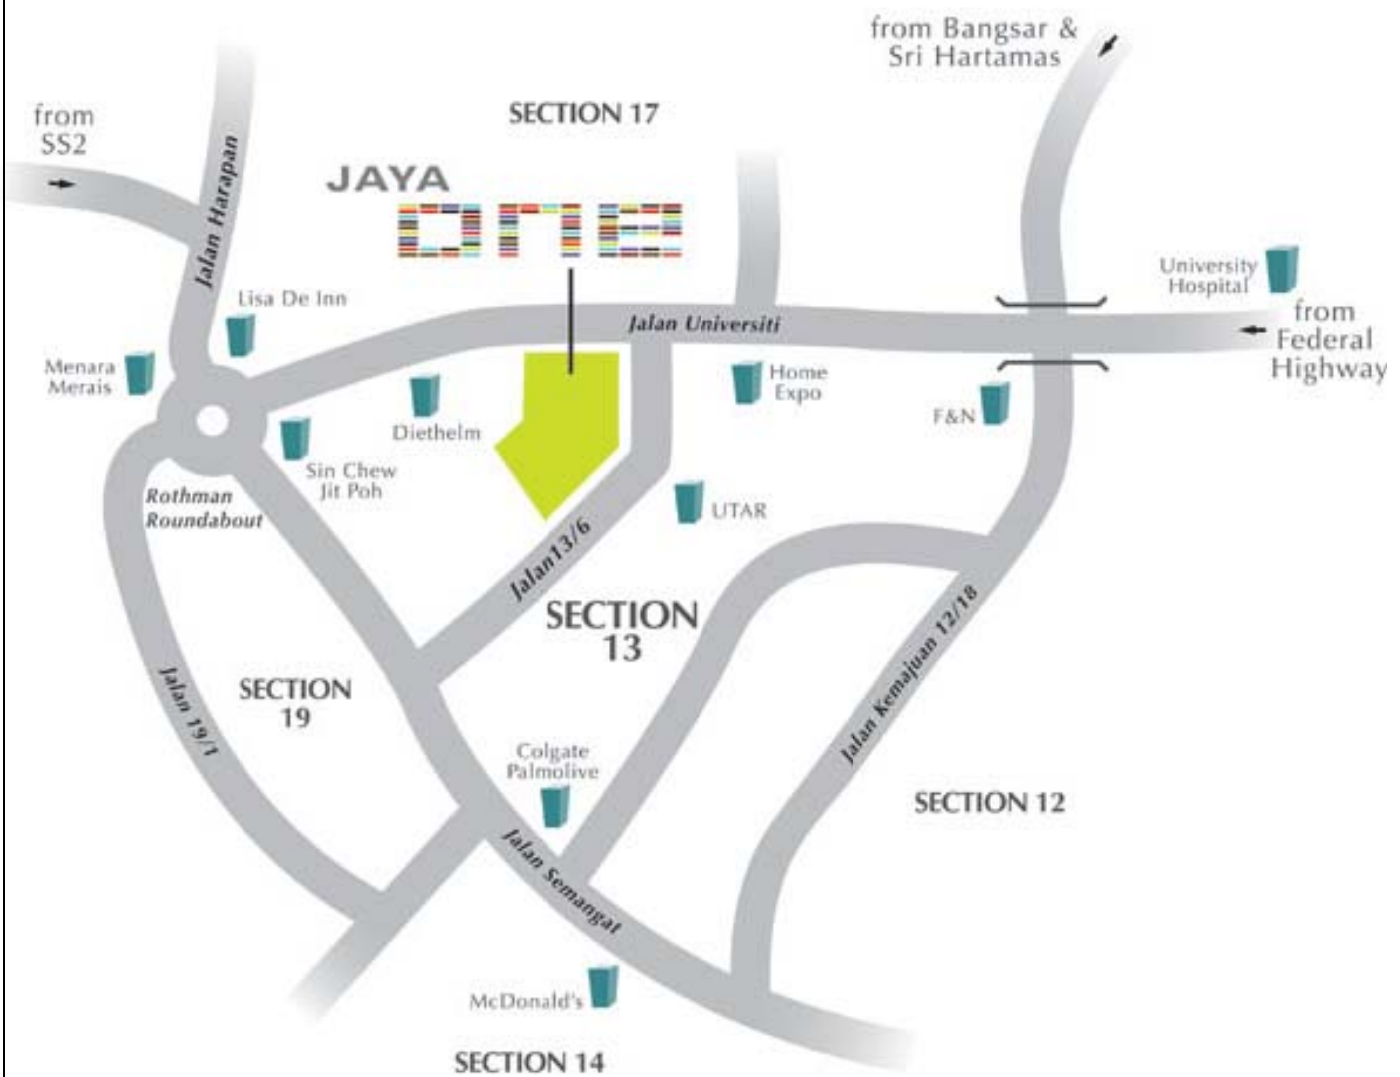 from Bangsar &
Sri Hartamas
SECTION 17
from
SS2
Jalan Harapan
JAYA
One
University
Hospital
Lisa De Inn
from
Federal
Highway
Jalan Universiti
Menara
Merais
Home
Expo
F&N
Diethelm
Sin Chew
Jit Poh
Rothman
Roundabout
UTAR
Jalan13/6
SECTION
13
Jalan Kemajuan 12/18
Jalan 19/1
SECTION
19
Colgate
Palmolive
SECTION 12
Jalan Semangat
McDonald's
SECTION 14